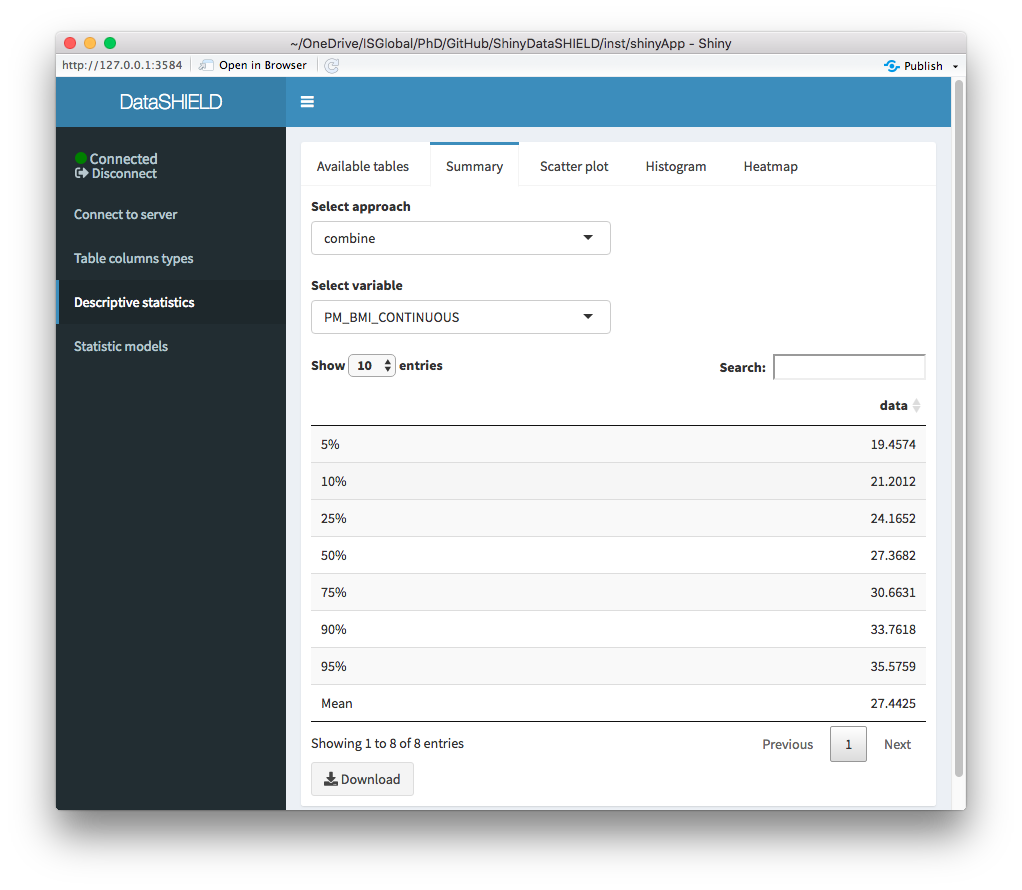 ~/OneDrive/ISGlobal/PhD/GitHub/ShinyDataSHIELD/inst/shinyApp - Shiny
http://127.0.0.1:3584 Open in Browser Publish
DataSHIELD
Connected
Disconnect
Connect to server
Table columns types
Descriptive statistics
Statistic models
Available tables Summary Scatter plot Histogram Heatmap
Select approach
combine
Select variable
PM_BMI_CONTINUOUS
Show 10 entries Search:
data
5% 19.4574
10% 21.2012
25% 24.1652
50% 27.3682
75% 30.6631
90% 33.7618
95% 35.5759
Mean 27.4425
Showing 1 to 8 of 8 entries Previous 1 Next
Download